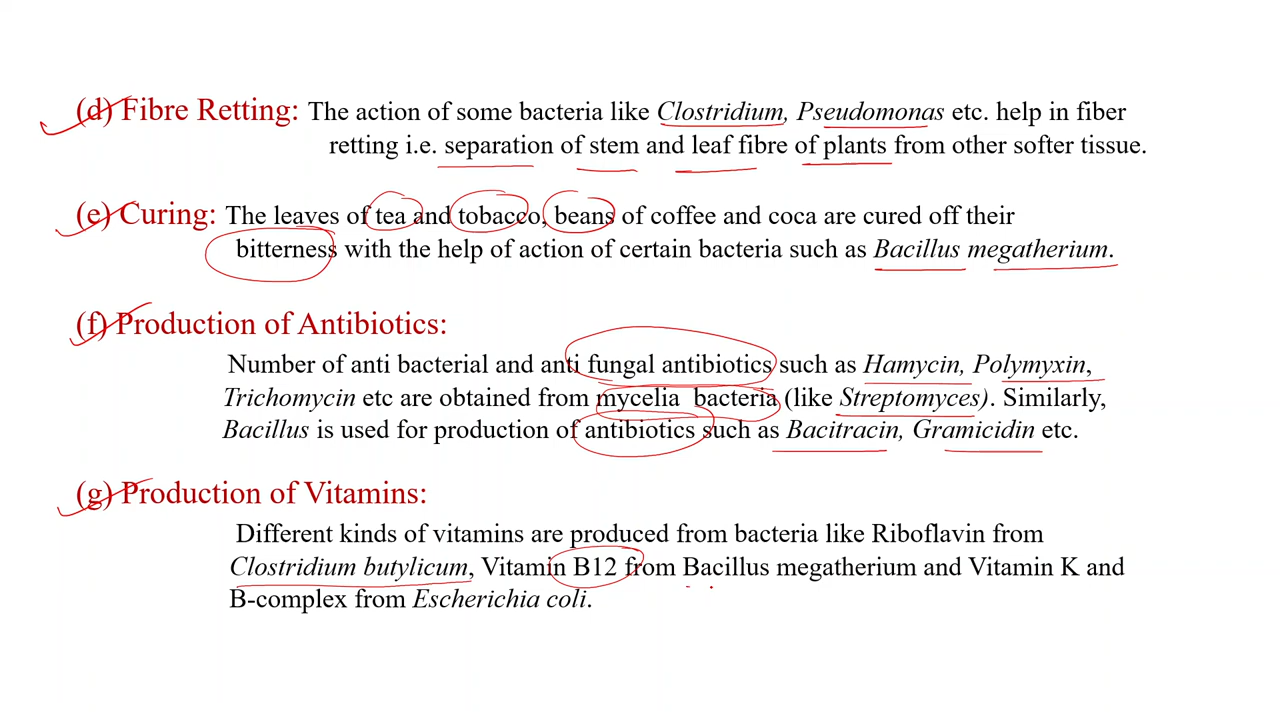 (d) Fibre Retting: The action of some bacteria like Clostridium, Pseudomonas etc. help in fiber
retting i.e. separation of stem and leaf fibre of plants from other softer tissue.
(e) Curing: The leaves of tea and tobacco, beans of coffee and coca are cured off their
bitterness with the help of action of certain bacteria such as Bacillus megatherium.
(f) Production of Antibiotics:
Number of anti bacterial and anti fungal antibiotics such as Hamycin, Polymyxin,
Trichomycin etc are obtained from mycelia bacteria (like Streptomyces). Similarly,
Bacillus is used for production of antibiotics such as Bacitracin, Gramicidin etc.
(g) Production of Vitamins:
Different kinds of vitamins are produced from bacteria like Riboflavin from
Clostridium butylicum, Vitamin B12 from Bacillus megatherium and Vitamin K and
B-complex from Escherichia coli.